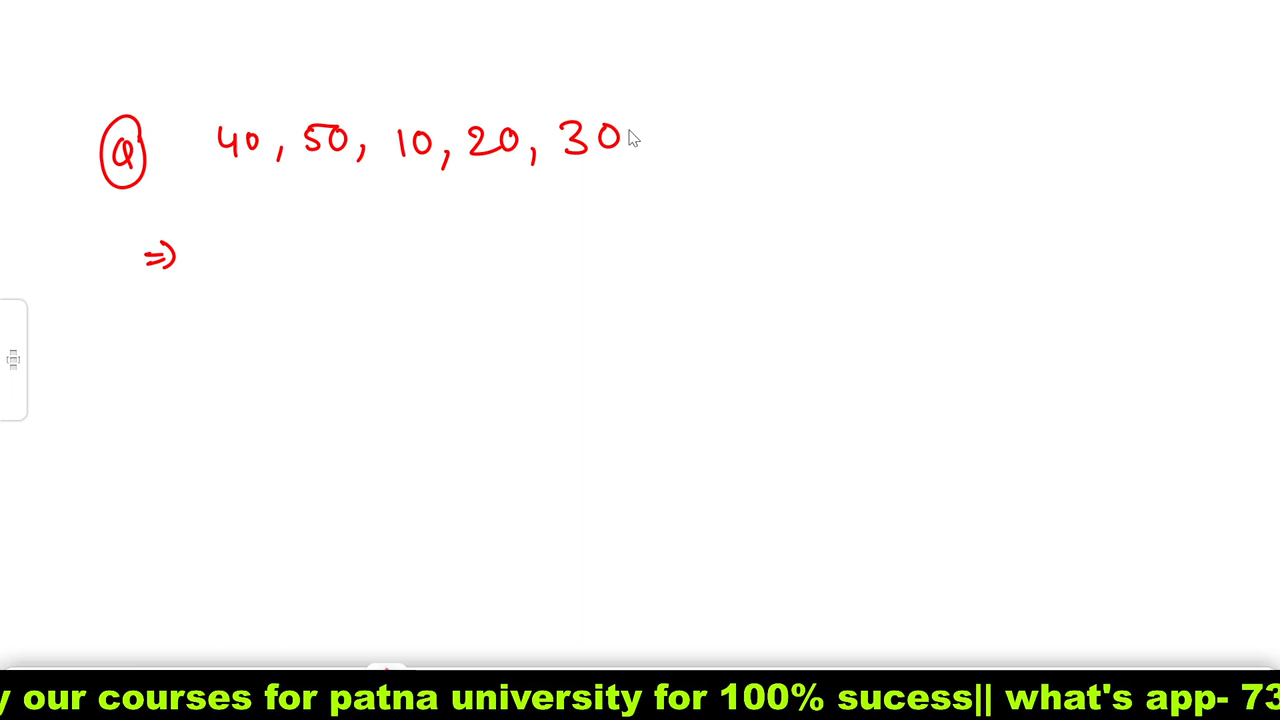 Q 40, 50, 10, 20, 30
⇒
y our courses for patna university for 100% sucess|| what's app- 73